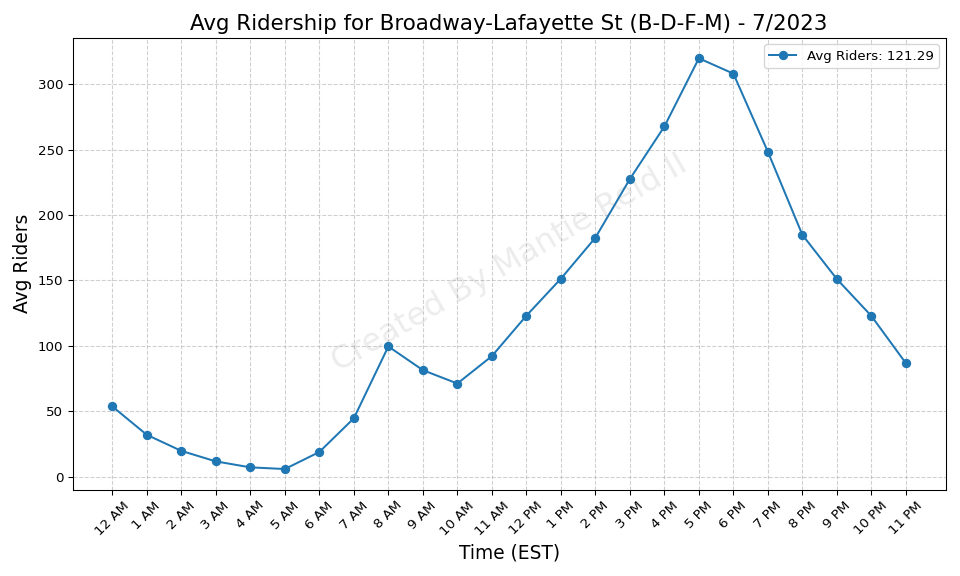 Avg Ridership for Broadway-Lafayette St (B-D-F-M) - 7/2023
Avg Riders: 121.29
Avg Riders
300
250
200
150
100
50
0
Created By Mantie Reid II
12 AM
1 AM
2 AM
3 AM
4 AM
5 AM
6 AM
7 AM
8 AM
9 AM
10 AM
11 AM
12 PM
1 PM
2 PM
3 PM
4 PM
5 PM
6 PM
7 PM
8 PM
9 PM
10 PM
11 PM
Time (EST)